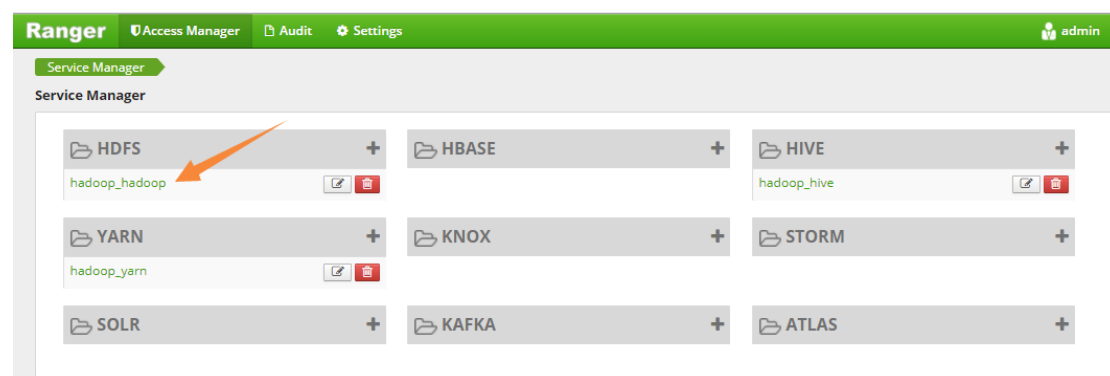 Ranger Access Manager Audit Settings admin
Service Manager
Service Manager
HDFS HBASE HIVE
hadoop_hadoop hadoop_hive
YARN KNOX STORM
hadoop_yarn
SOLR KAFKA ATLAS